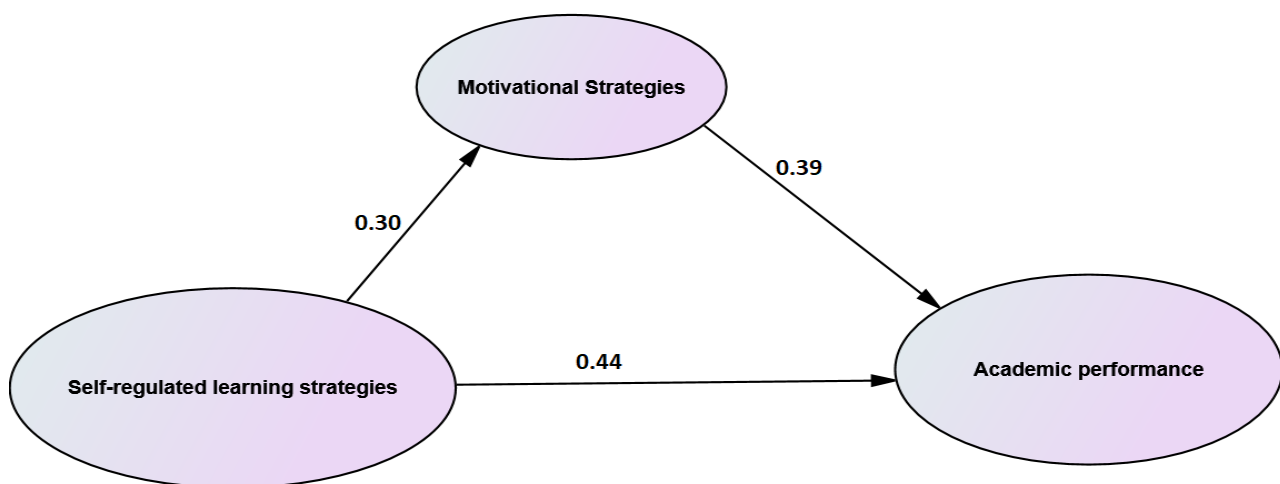 Motivational Strategies
0.39
0.30
0.44
Self-regulated learning strategies
Academic performance